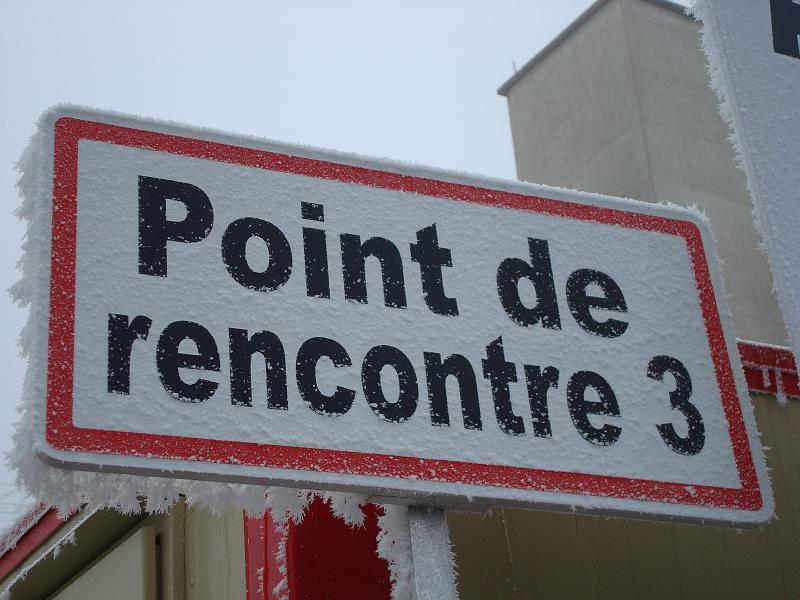 Point de
rencontre 3